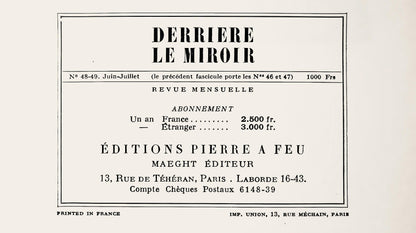 DERRIERE
LE MIROIR
Nº 48-49. Juin-Juillet (le précédent fascicule porte les Nºˢ 46 et 47) 1000 Frs
REVUE MENSUELLE
ABONNEMENT
Un an France......... 2.500 fr.
— Étranger ....... 3.000 fr.
ÉDITIONS PIERRE A FEU
MAEGHT ÉDITEUR
13, RUE DE TÉHÉRAN, PARIS. LABORDE 16-43.
Compte Chèques Postaux 6148-39
PRINTED IN FRANCE IMP. UNION, 13, RUE MÉCHAIN, PARIS